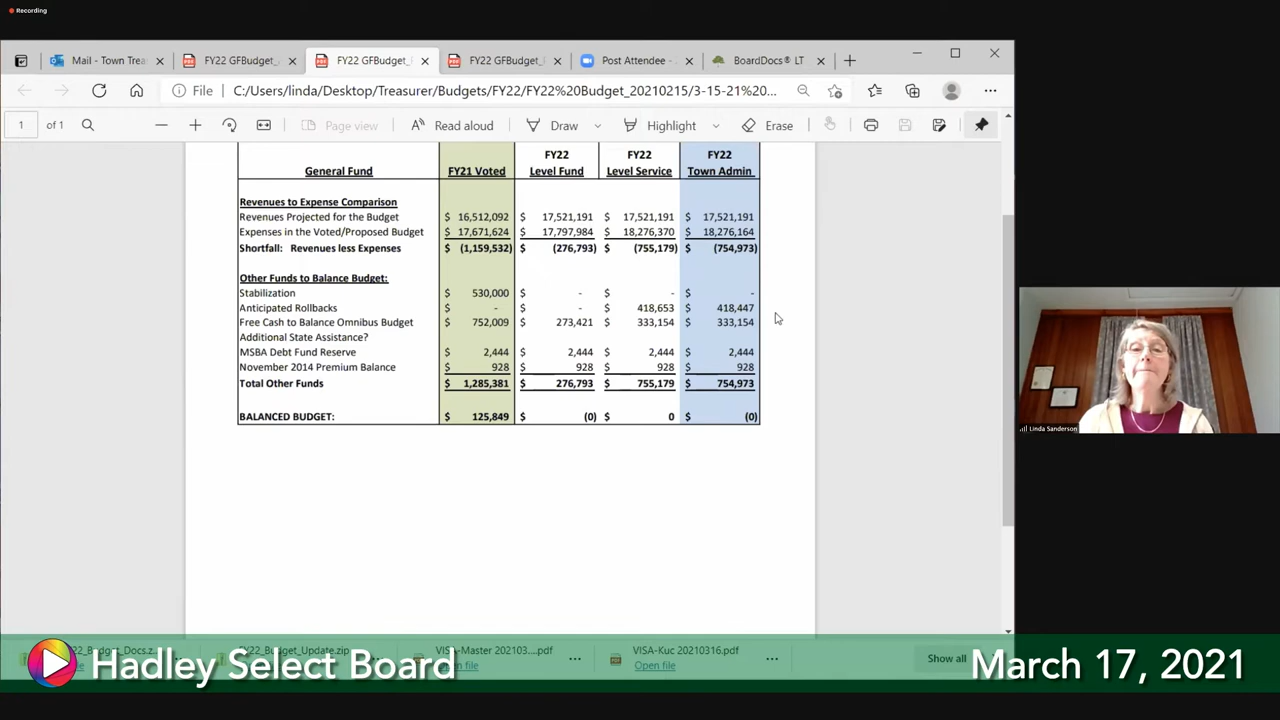 Recording
Mail - Town Trea
FY22 GFBudget_
FY22 GFBudget_
FY22 GFBudget_
Post Attendee -
BoardDocs® LT
File C:/Users/linda/Desktop/Treasurer/Budgets/FY22/FY22%20Budget_20210215/3-15-21%20...
1 of 1 Page view Read aloud Draw Highlight Erase
General Fund FY21 Voted FY22 Level Fund FY22 Level Service FY22 Town Admin
Revenues to Expense Comparison
Revenues Projected for the Budget $ 16,512,092 $ 17,521,191 $ 17,521,191 $ 17,521,191
Expenses in the Voted/Proposed Budget $ 17,671,624 $ 17,797,984 $ 18,276,370 $ 18,276,164
Shortfall: Revenues less Expenses $ (1,159,532) $ (276,793) $ (755,179) $ (754,973)
Other Funds to Balance Budget:
Stabilization $ 530,000 $ - $ - $ -
Anticipated Rollbacks $ - $ - $ 418,653 $ 418,447
Free Cash to Balance Omnibus Budget $ 752,009 $ 273,421 $ 333,154 $ 333,154
Additional State Assistance?
MSBA Debt Fund Reserve $ 2,444 $ 2,444 $ 2,444 $ 2,444
November 2014 Premium Balance $ 928 $ 928 $ 928 $ 928
Total Other Funds $ 1,285,381 $ 276,793 $ 755,179 $ 754,973
BALANCED BUDGET: $ 125,849 $ (0) $ 0 $ (0)
Linda Sanderson
_Budget_Docs.z...
FY22_Budget_Update.zip
VISA-Master 202103....pdf
Open file
VISA-Kuc 20210316.pdf
Open file
Show all
Hadley Select Board
March 17, 2021